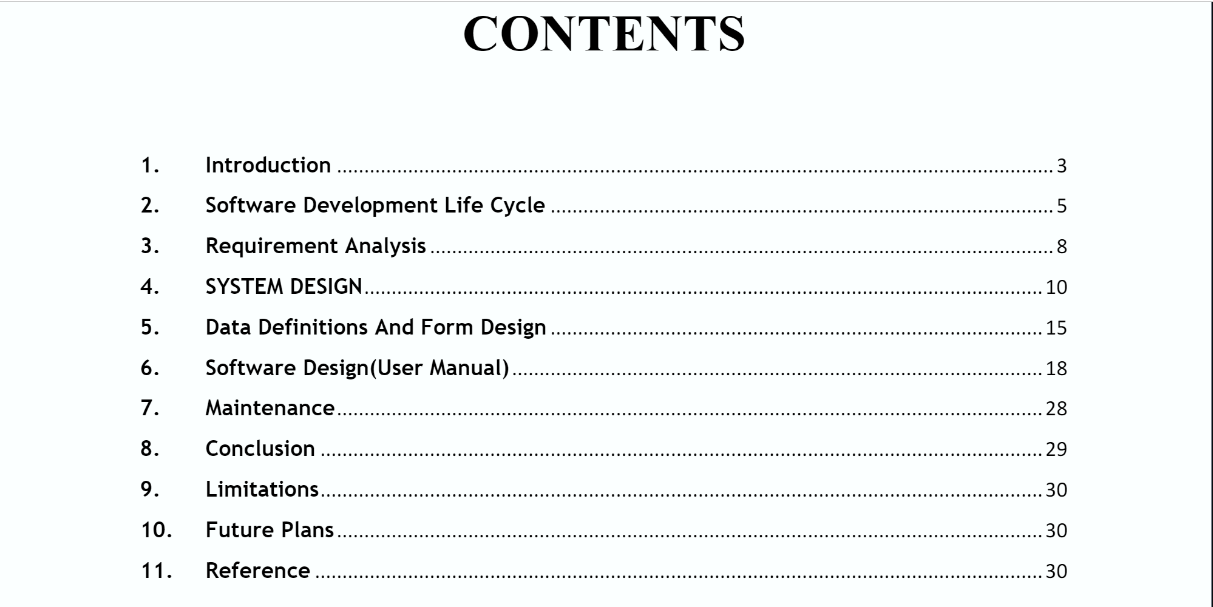 CONTENTS
1. Introduction ........................................ 3
2. Software Development Life Cycle ........................................ 5
3. Requirement Analysis ........................................ 8
4. SYSTEM DESIGN ........................................ 10
5. Data Definitions And Form Design ........................................ 15
6. Software Design(User Manual) ........................................ 18
7. Maintenance ........................................ 28
8. Conclusion ........................................ 29
9. Limitations ........................................ 30
10. Future Plans ........................................ 30
11. Reference ........................................ 30